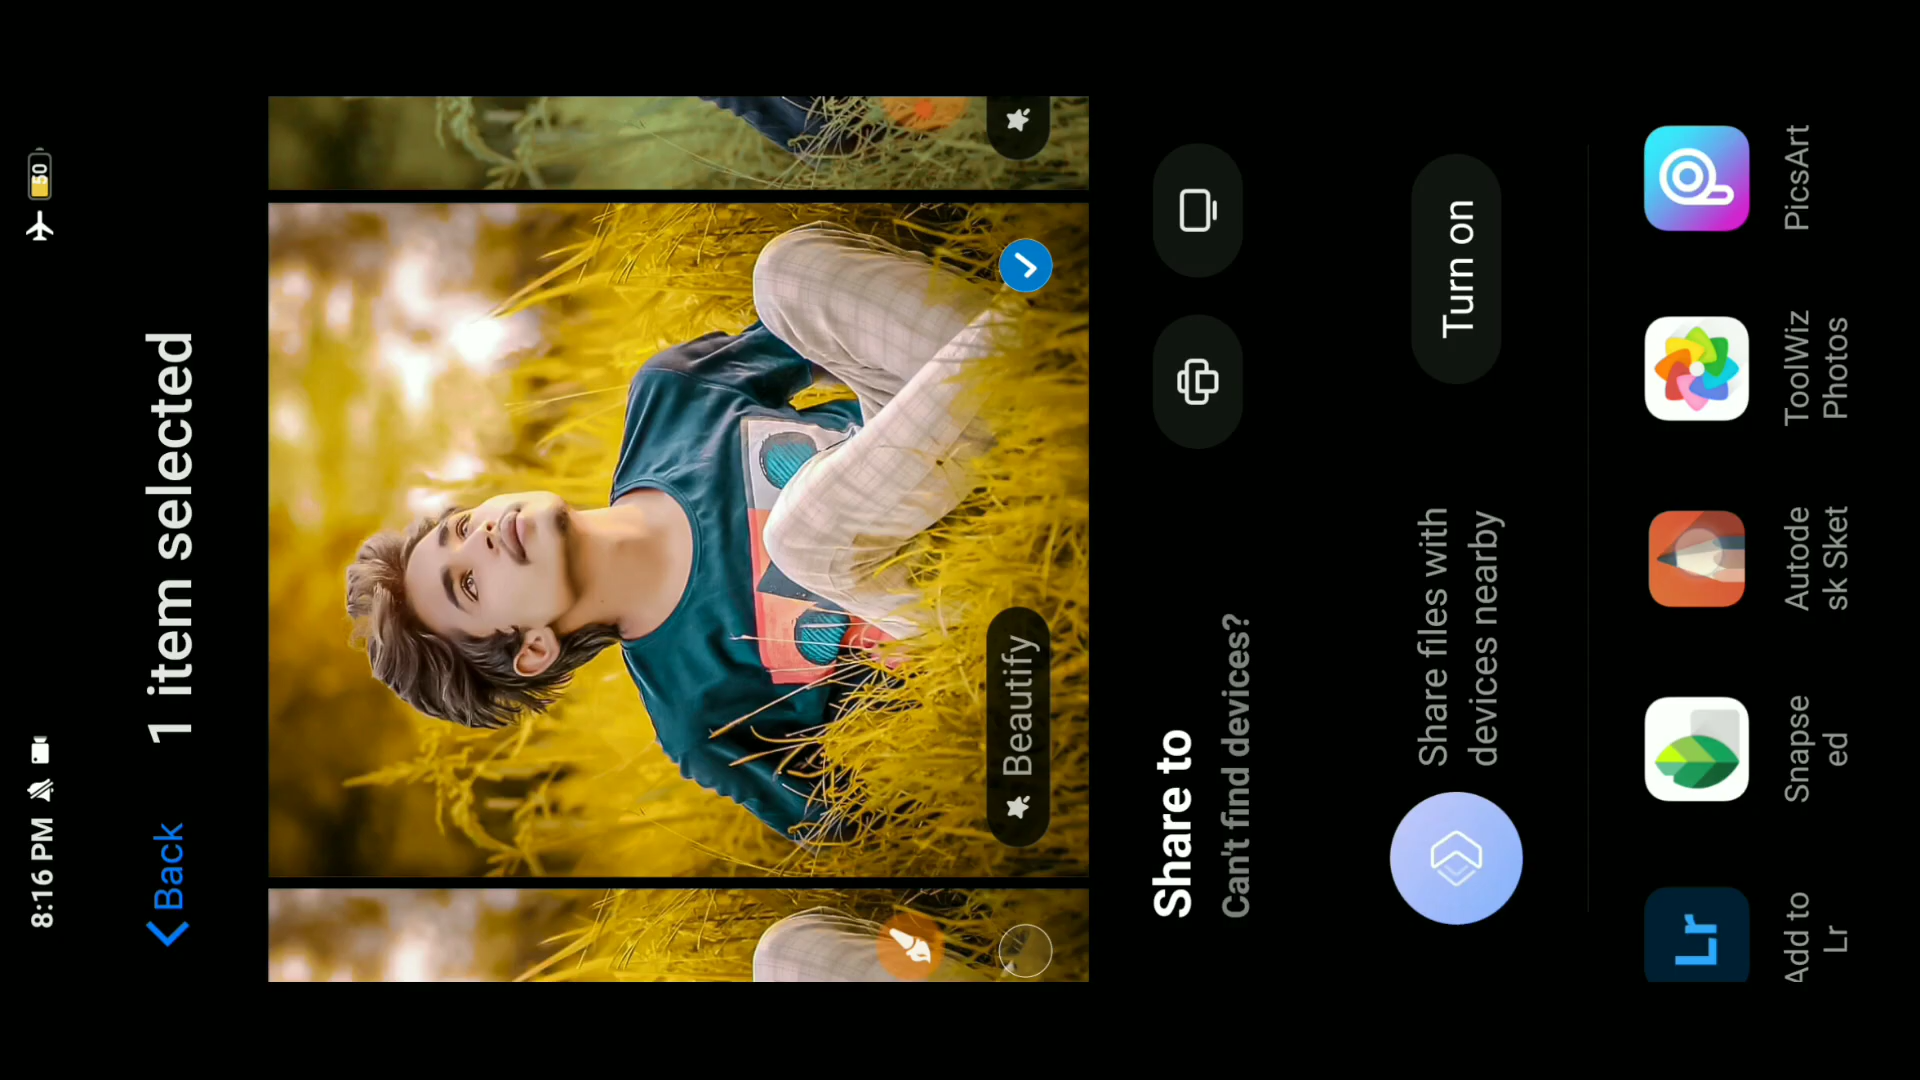 8:16 PM
50
Back
1 item selected
Beautify
Share to
Can't find devices?
Share files with
devices nearby
Turn on
Lr
Add to
Lr
Snapse
ed
Autode
sk Sket
ToolWiz
Photos
PicsArt